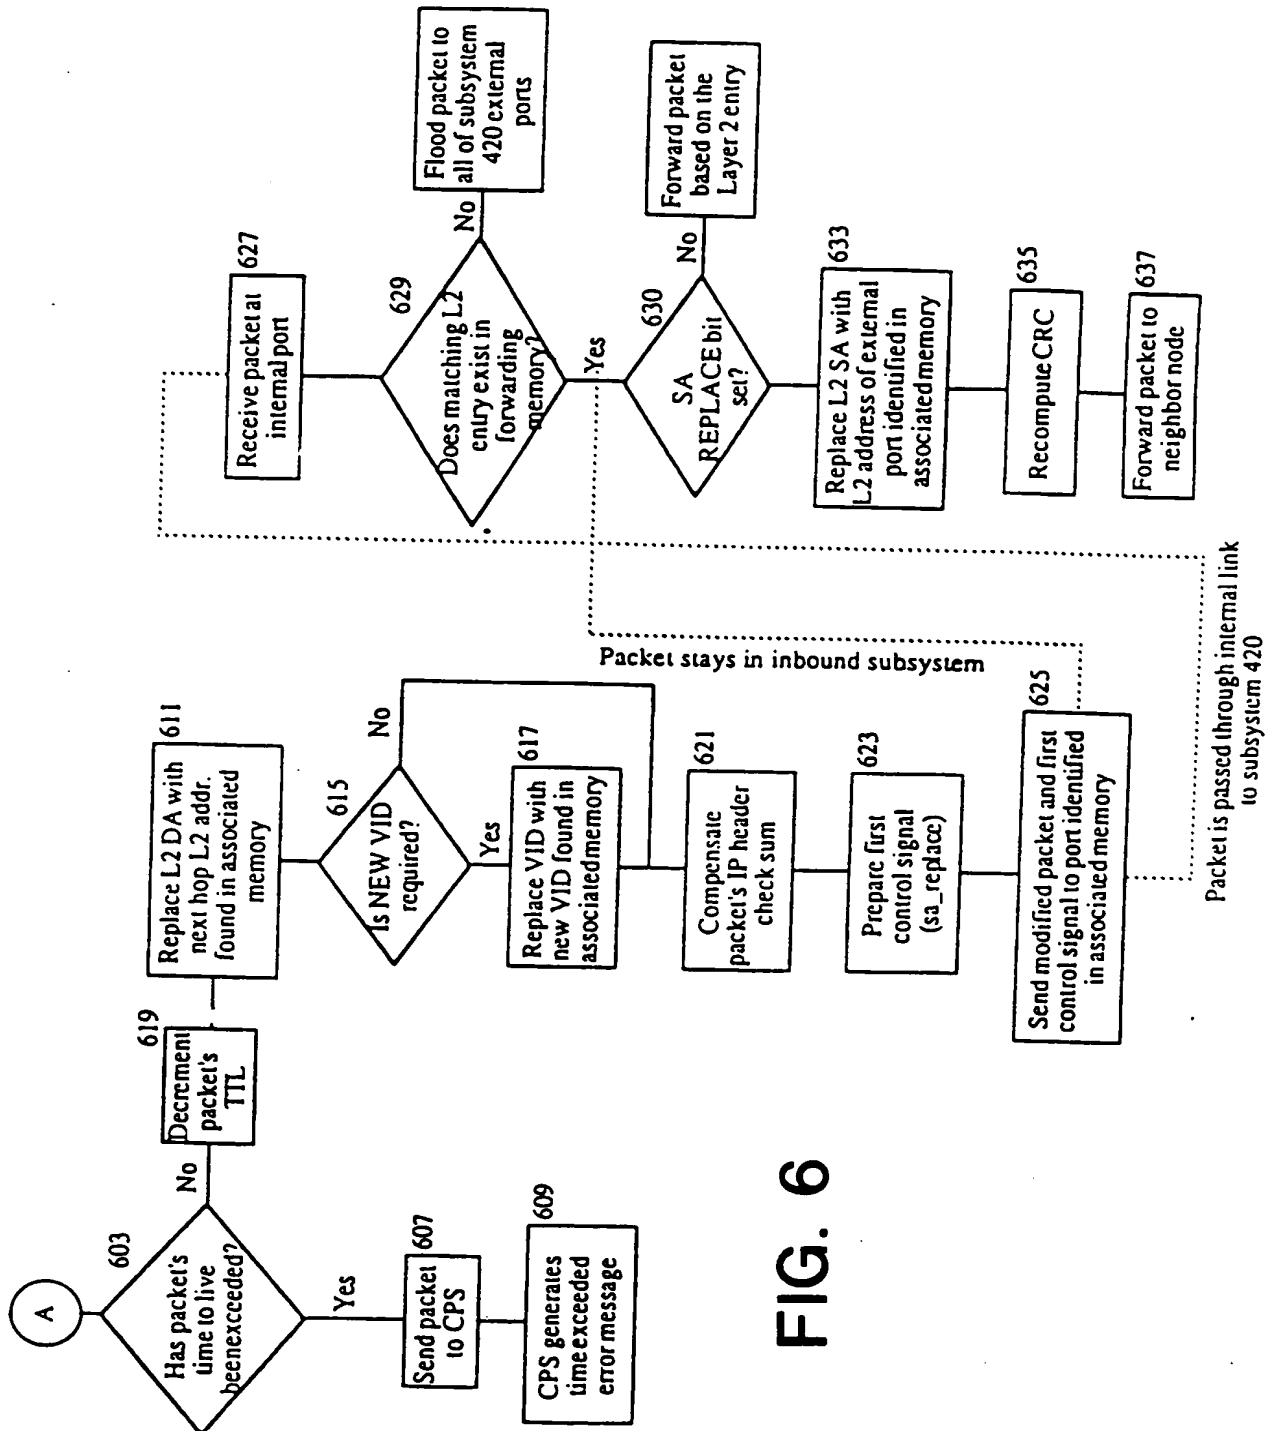 A
603
Has packet's
time to live
been exceeded?
No
Yes
607
Send packet
to CPS
609
CPS generates
time exceeded
error message
619
Decrement
packet's
TTL
611
Replace L2 DA with
next hop L2 addr.
found in associated
memory
615
Is NEW VID
required?
No
Yes
617
Replace VID with
new VID found in
associated memory
621
Compensate
packet's IP header
check sum
623
Prepare first
control signal
(sa_replace)
625
Send modified packet and first
control signal to port identified
in associated memory
Packet stays in inbound subsystem
Packet is passed through internal link
to subsystem 420
627
Receive packet at
internal port
629
Does matching L2
entry exist in
forwarding
memory?
No
Flood packet to
all of subsystem
420 external
ports
Yes
630
SA
REPLACE bit
set?
No
Forward packet
based on the
Layer 2 entry
633
Replace L2 SA with
L2 address of external
port identified in
associated memory
635
Recompute CRC
637
Forward packet to
neighbor node
FIG. 6